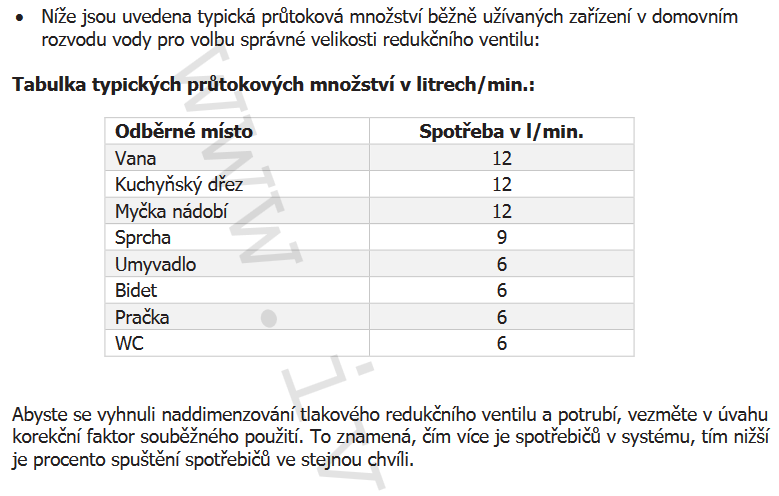 • Níže jsou uvedena typická průtoková množství běžně užívaných zařízení v domovním
rozvodu vody pro volbu správné velikosti redukčního ventilu:
Tabulka typických průtokových množství v litrech/min.:
Odběrné místo Spotřeba v l/min.
Vana 12
Kuchyňský dřez 12
Myčka nádobí 12
Sprcha 9
Umyvadlo 6
Bidet 6
Pračka 6
WC 6
Abyste se vyhnuli naddimenzování tlakového redukčního ventilu a potrubí, vezměte v úvahu
korekční faktor souběžného použití. To znamená, čím více je spotřebičů v systému, tím nižší
je procento spuštění spotřebičů ve stejnou chvíli.
www.iv